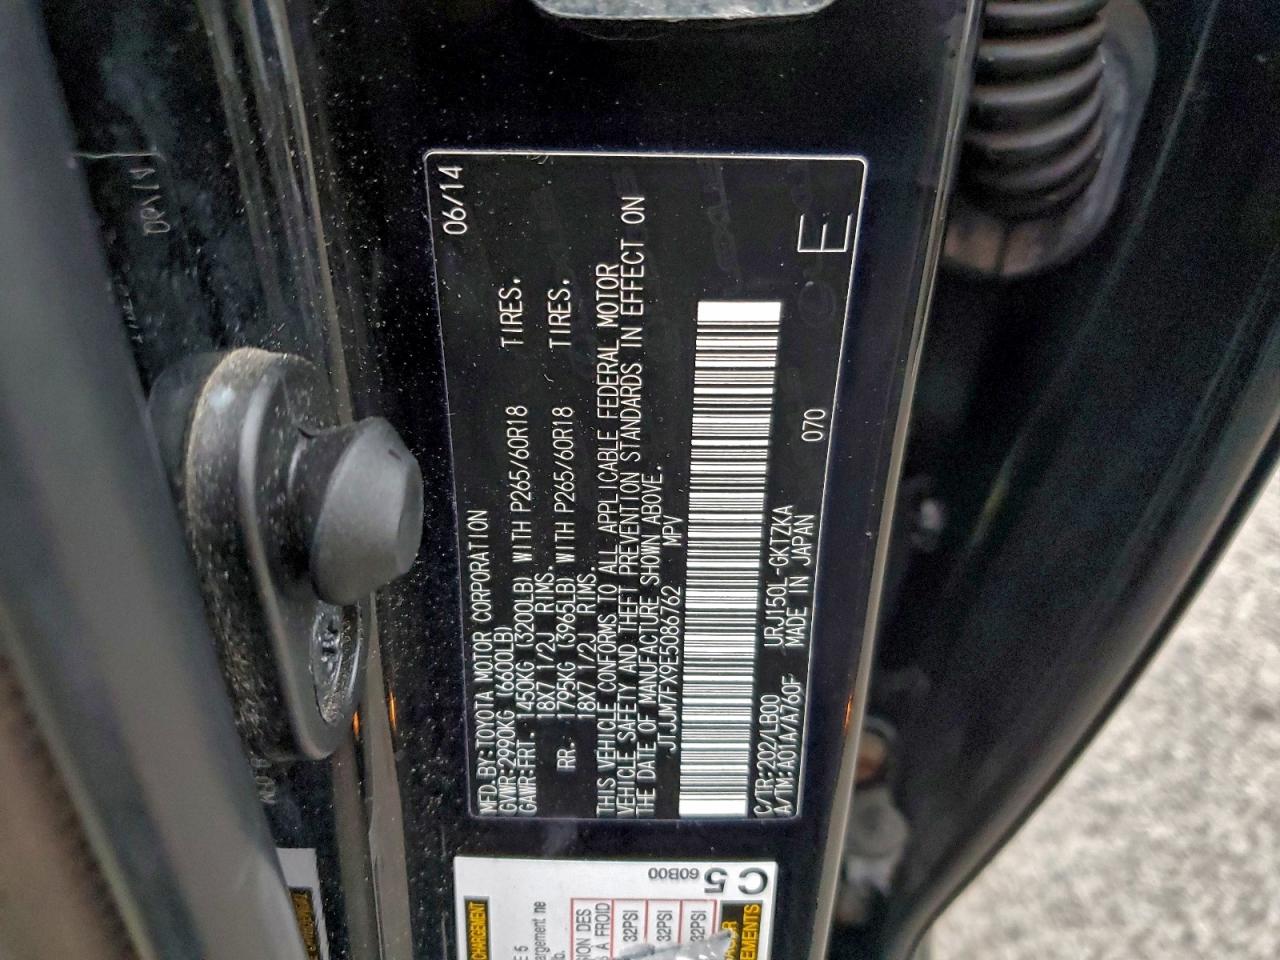 MFD. BY: TOYOTA MOTOR CORPORATION 06/14
GVWR: 2990KG (6600LB)
GAWR: FRT. 1450KG (3200LB) WITH P265/60R18 TIRES.
18X7 1/2J RIMS.
RR. 1795KG (3965LB) WITH P265/60R18 TIRES.
18X7 1/2J RIMS.
THIS VEHICLE CONFORMS TO ALL APPLICABLE FEDERAL MOTOR
VEHICLE SAFETY AND THEFT PREVENTION STANDARDS IN EFFECT ON
THE DATE OF MANUFACTURE SHOWN ABOVE.
JTJJM7FX9E5086762 MPV
C/TR: 202/LB00 URJ150L-GKTZKA 070
A/TM: A01A/A760F MADE IN JAPAN
E
C5
60B00
32PSI
32PSI
32PSI
À FROID
DRAIN